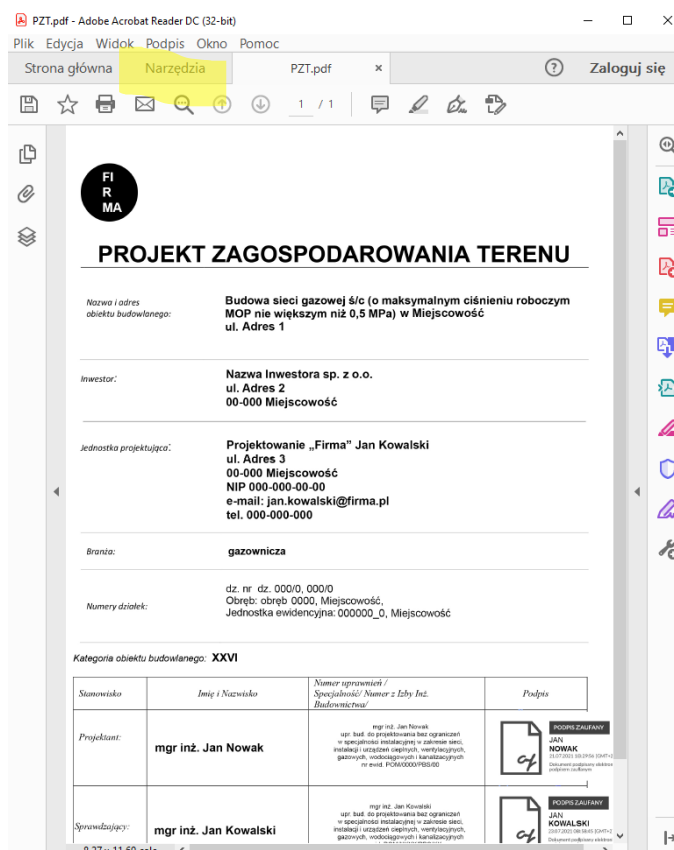 PZT.pdf - Adobe Acrobat Reader DC (32-bit)
Plik Edycja Widok Podpis Okno Pomoc
Strona główna Narzędzia PZT.pdf × ? Zaloguj się
1 / 1
FI
R
MA
PROJEKT ZAGOSPODAROWANIA TERENU
Nazwa i adres
obiektu budowlanego:
Budowa sieci gazowej ś/c (o maksymalnym ciśnieniu roboczym
MOP nie większym niż 0,5 MPa) w Miejscowość
ul. Adres 1
Inwestor:
Nazwa Inwestora sp. z o.o.
ul. Adres 2
00-000 Miejscowość
Jednostka projektująca:
Projektowanie „Firma” Jan Kowalski
ul. Adres 3
00-000 Miejscowość
NIP 000-000-00-00
e-mail: jan.kowalski@firma.pl
tel. 000-000-000
Branża: gazownicza
Numery działek:
dz. nr dz. 000/0, 000/0
Obręb: obręb 0000, Miejscowość,
Jednostka ewidencyjna: 000000_0, Miejscowość
Kategoria obiektu budowlanego: XXVI
Stanowisko
Imię i Nazwisko
Numer uprawnień /
Specjalność/ Numer z Izby Inż.
Budownictwa/
Podpis
Projektant:
mgr inż. Jan Nowak
mgr inż. Jan Nowak
upr. bud. do projektowania bez ograniczeń
w specjalności instalacyjnej w zakresie sieci,
instalacji i urządzeń cieplnych, wentylacyjnych,
gazowych, wodociągowych i kanalizacyjnych
nr ewid. POM/0000/PBS/00
PODPIS ZAUFANY
JAN
NOWAK
Dokument podpisany elektron
podpisem zaufanym
Sprawdzający:
mgr inż. Jan Kowalski
mgr inż. Jan Kowalski
upr. bud. do projektowania bez ograniczeń
w specjalności instalacyjnej w zakresie sieci,
instalacji i urządzeń cieplnych, wentylacyjnych,
gazowych, wodociągowych i kanalizacyjnych
PODPIS ZAUFANY
JAN
KOWALSKI
Dokument podpisany elektron